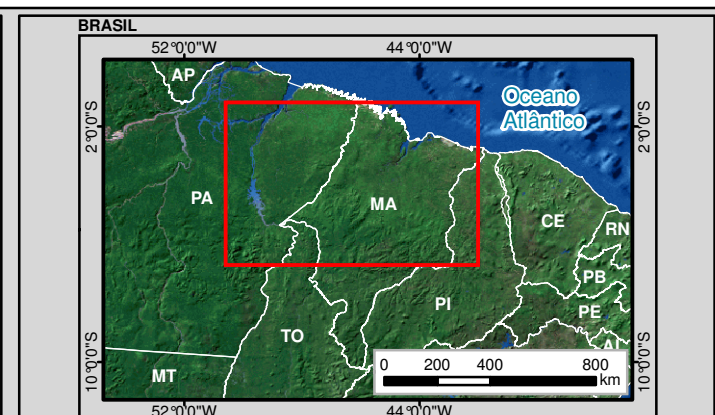 BRASIL
52°0'0"W 44°0'0"W
AP
Oceano
Atlântico
2°0'0"S 2°0'0"S
PA
MA
CE
RN
PB
PI
PE
TO
AL
MT
10°0'0"S 10°0'0"S
0 200 400 800
km
52°0'0"W 44°0'0"W